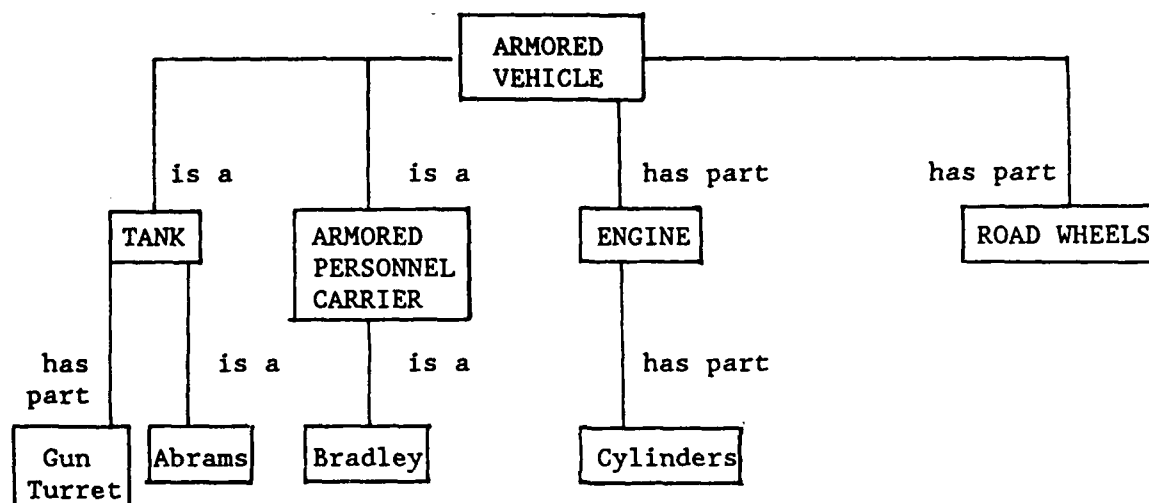 ARMORED
VEHICLE
is a
is a
has part
has part
TANK
ARMORED
PERSONNEL
CARRIER
ENGINE
ROAD WHEELS
has
part
is a
is a
has part
Gun
Turret
Abrams
Bradley
Cylinders